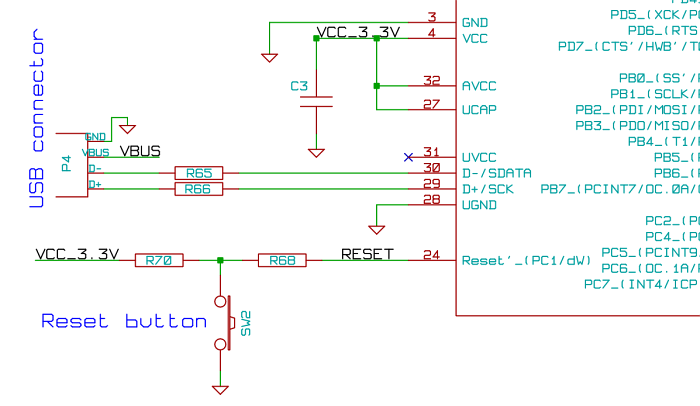 PD5_(XCK/P
3 GND
VCC_3_3V 4 VCC
PD6_(RTS
PD7_(CTS'/HWB'/T
C3
32 AVCC
PB0_(SS'/
PB1_(SCLK/
27 UCAP
PB2_(PDI/MOSI/
PB3_(PDO/MISO/
PB4_(T1/
USB connector
P4
GND
VBUS VBUS
D-
D+
R65
R66
31 UVCC
PB5_(P
30 D-/SDATA
PB6_(
29 D+/SCK
PB7_(PCINT7/OC.0A/
28 UGND
PC2_(P
PC4_(P
VCC_3.3V R70 R68 RESET 24 Reset'_(PC1/dW)
PC5_(PCINT9
PC6_(OC.1A/
PC7_(INT4/ICP
Reset button
SW2